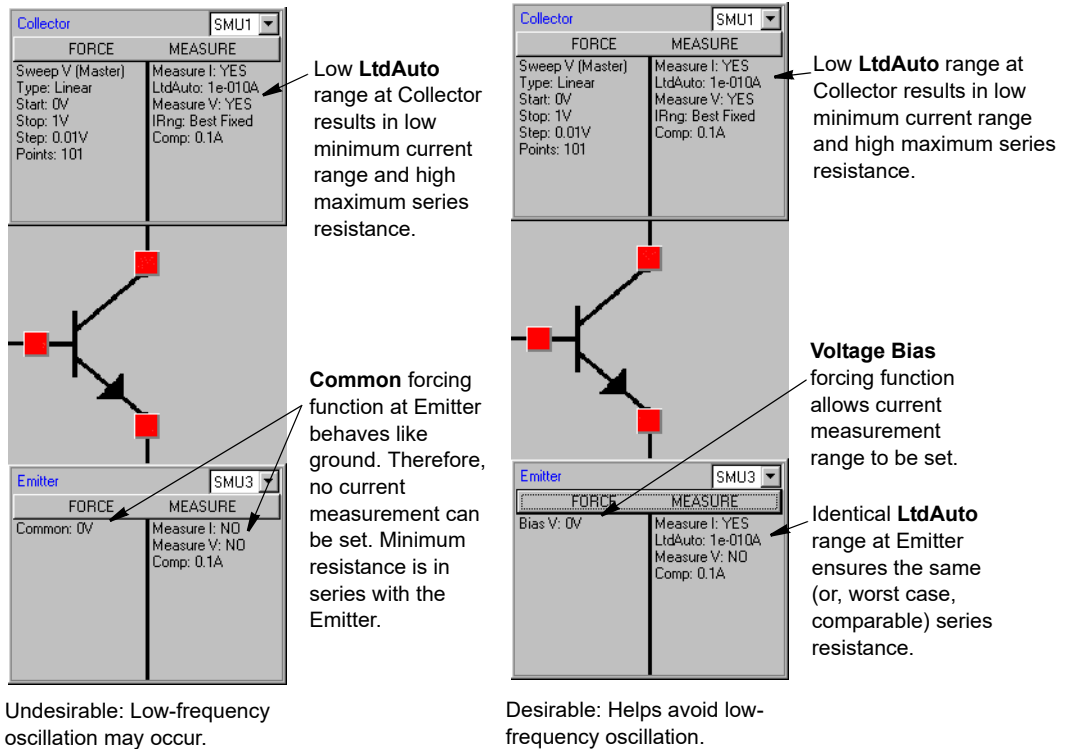 Collector
SMU1
FORCE
MEASURE
Sweep V (Master)
Type: Linear
Start: 0V
Stop: 1V
Step: 0.01V
Points: 101
Measure I: YES
LtdAuto: 1e-010A
Measure V: YES
IRng: Best Fixed
Comp: 0.1A
Low LtdAuto
range at Collector
results in low
minimum current
range and high
maximum series
resistance.
Common forcing
function at Emitter
behaves like
ground. Therefore,
no current
measurement can
be set. Minimum
resistance is in
series with the
Emitter.
Emitter
SMU3
FORCE
MEASURE
Common: 0V
Measure I: NO
Measure V: NO
Comp: 0.1A
Undesirable: Low-frequency
oscillation may occur.
Collector
SMU1
FORCE
MEASURE
Sweep V (Master)
Type: Linear
Start: 0V
Stop: 1V
Step: 0.01V
Points: 101
Measure I: YES
LtdAuto: 1e-010A
Measure V: YES
IRng: Best Fixed
Comp: 0.1A
Low LtdAuto range at
Collector results in low
minimum current range
and high maximum series
resistance.
Voltage Bias
forcing function
allows current
measurement
range to be set.
Emitter
SMU3
FORCE
MEASURE
Bias V: 0V
Measure I: YES
LtdAuto: 1e-010A
Measure V: NO
Comp: 0.1A
Identical LtdAuto
range at Emitter
ensures the same
(or, worst case,
comparable) series
resistance.
Desirable: Helps avoid low-
frequency oscillation.